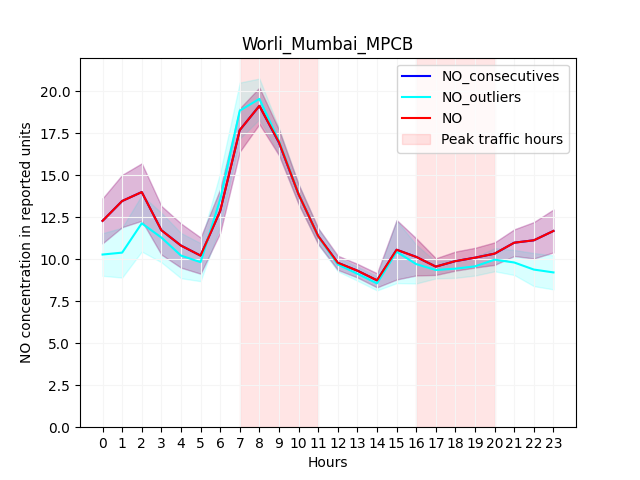 Worli_Mumbai_MPCB
NO_consecutives
NO_outliers
NO
Peak traffic hours
NO concentration in reported units
20.0
17.5
15.0
12.5
10.0
7.5
5.0
2.5
0.0
0 1 2 3 4 5 6 7 8 9 10 11 12 13 14 15 16 17 18 19 20 21 22 23
Hours